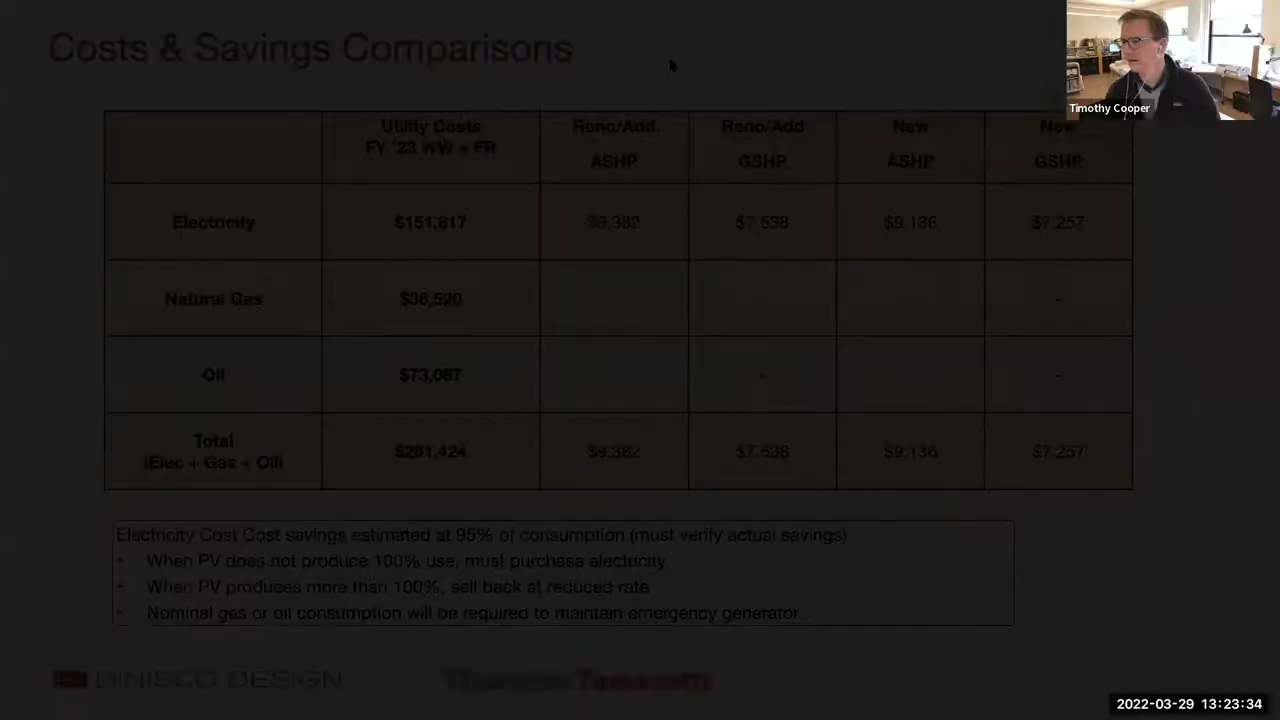 Costs & Savings Comparisons
Timothy Cooper
Utility Costs
FY '23 WW + FR
Reno/Add
ASHP
Reno/Add
GSHP
New
ASHP
New
GSHP
Electricity $151,817 $9,382 $7,538 $9,136 $7,257
Natural Gas $36,520 -
Oil $73,087 - -
Total
(Elec + Gas + Oil) $261,424 $9,382 $7,538 $9,136 $7,257
Electricity Cost Cost savings estimated at 95% of consumption (must verify actual savings)
• When PV does not produce 100% use, must purchase electricity
• When PV produces more than 100%, sell back at reduced rate
• Nominal gas or oil consumption will be required to maintain emergency generator
DINISCO DESIGN
2022-03-29 13:23:34